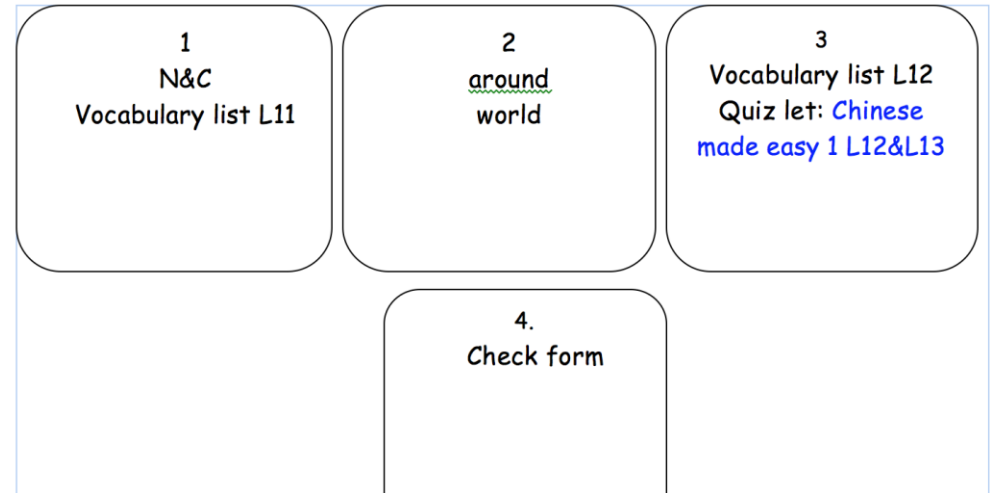 1
N&C
Vocabulary list L11
2
around
world
3
Vocabulary list L12
Quiz let: Chinese
made easy 1 L12&L13
4.
Check form